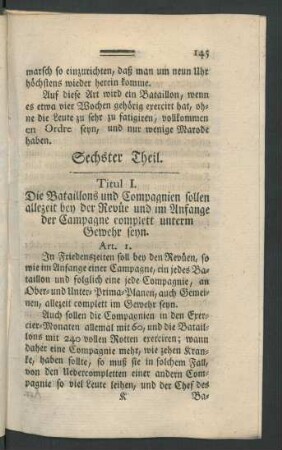 145
marsch so einzurichten, daß man um neun Uhr
höchstens wieder herein komme.
Auf diese Art wird ein Bataillon, wenn
es etwa vier Wochen gehörig exercirt hat, oh-
ne die Leute zu sehr zu fatigiren, vollkommen
en Ordre seyn, und nur wenige Marode
haben.
Sechster Theil.
Titul I.
Die Bataillons und Compagnien sollen
allezeit bey der Revüe und im Anfange
der Campagne complett unterm
Gewehr seyn.
Art. 1.
In Friedenszeiten soll bey den Revüen, so
wie im Anfange einer Campagne, ein jedes Ba-
taillon und folglich eine jede Compagnie, an
Ober- und Unter-Prima-Planen, auch Gemei-
nen, allezeit complett im Gewehr seyn.
Auch sollen die Compagnien in den Exer-
cier-Monaten allemal mit 60, und die Batail-
lons mit 240 vollen Rotten exerciren; wann
daher eine Compagnie mehr, wie zehen Kran-
ke, haben sollte, so muß sie in solchem Fall,
von den Uebercompletten einer andern Com-
pagnie so viel Leute leihen, und der Chef des
K Ba-